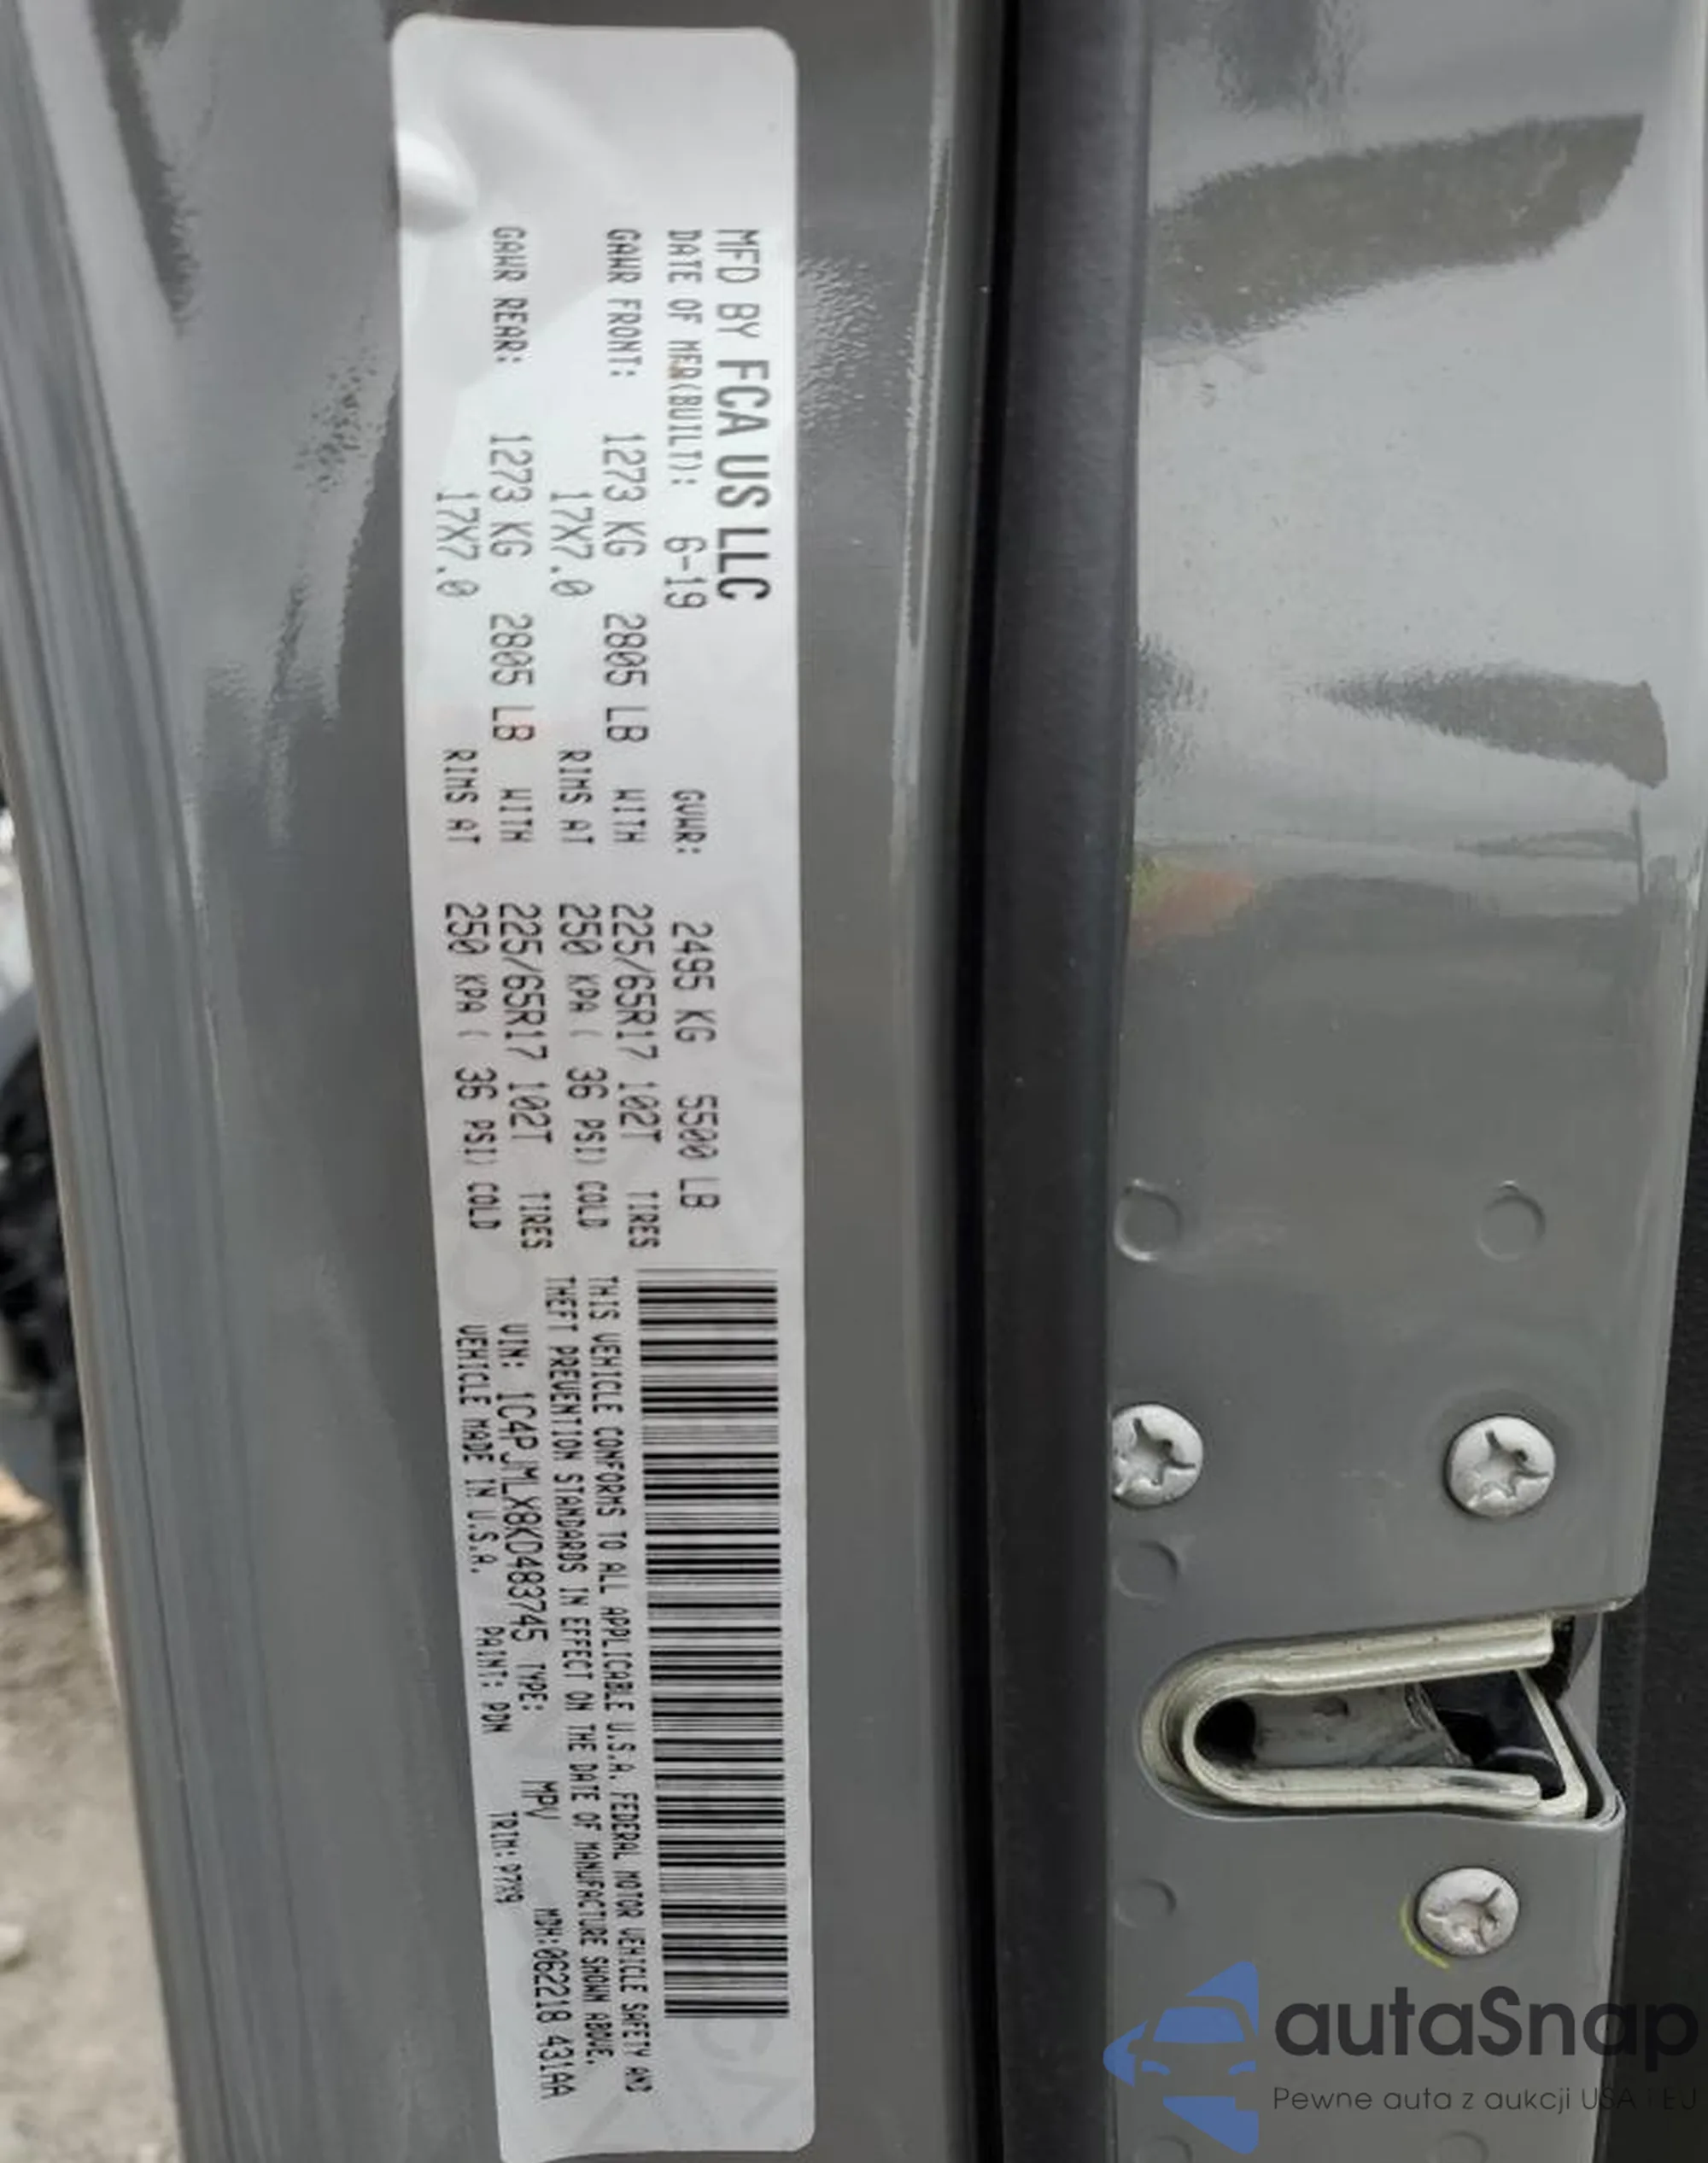 MFD BY FCA US LLC
DATE OF MFR(BUILT): 6-19 GVWR: 2495 KG 5500 LB
GAWR FRONT: 1273 KG 2805 LB WITH 225/65R17 102T TIRES
17X7.0 RIMS AT 250 KPA ( 36 PSI) COLD
GAWR REAR: 1273 KG 2805 LB WITH 225/65R17 102T TIRES
17X7.0 RIMS AT 250 KPA ( 36 PSI) COLD
THIS VEHICLE CONFORMS TO ALL APPLICABLE U.S.A. FEDERAL MOTOR VEHICLE SAFETY AND
THEFT PREVENTION STANDARDS IN EFFECT ON THE DATE OF MANUFACTURE SHOWN ABOVE.
VIN: 1C4PJMLX8KD483745 TYPE: MPV MDH:062218 431AA
VEHICLE MADE IN U.S.A. PAINT: PDN TRIM: P7X9
autaSnap
Pewne auta z aukcji USA i EJ